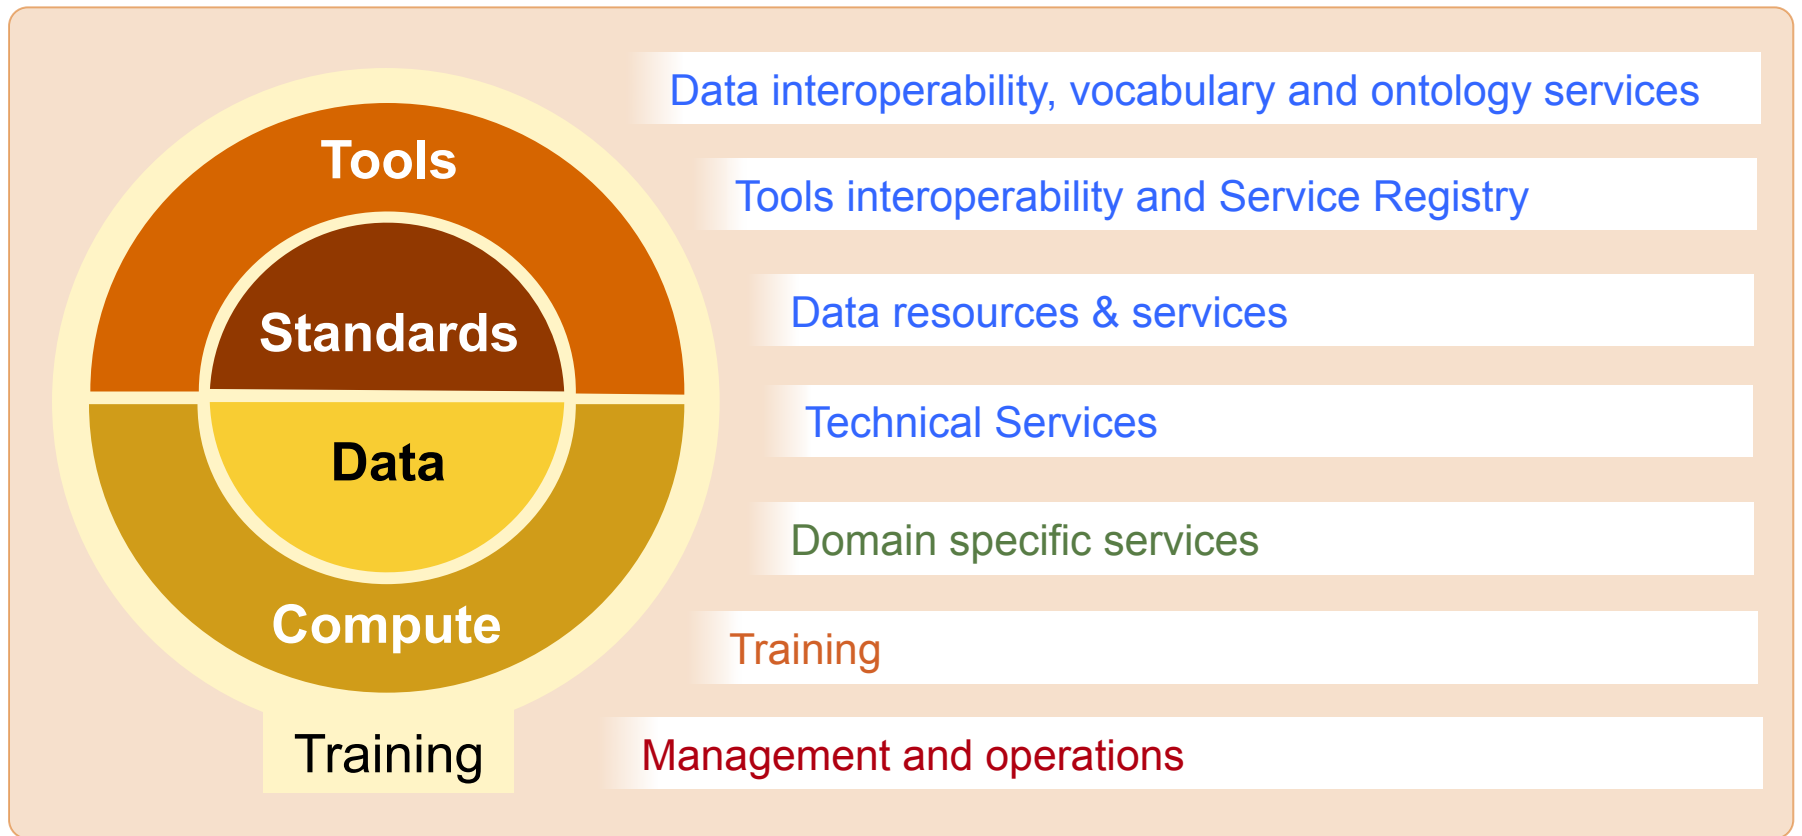 Tools
Standards
Data
Compute
Training
Data interoperability, vocabulary and ontology services
Tools interoperability and Service Registry
Data resources & services
Technical Services
Domain specific services
Training
Management and operations